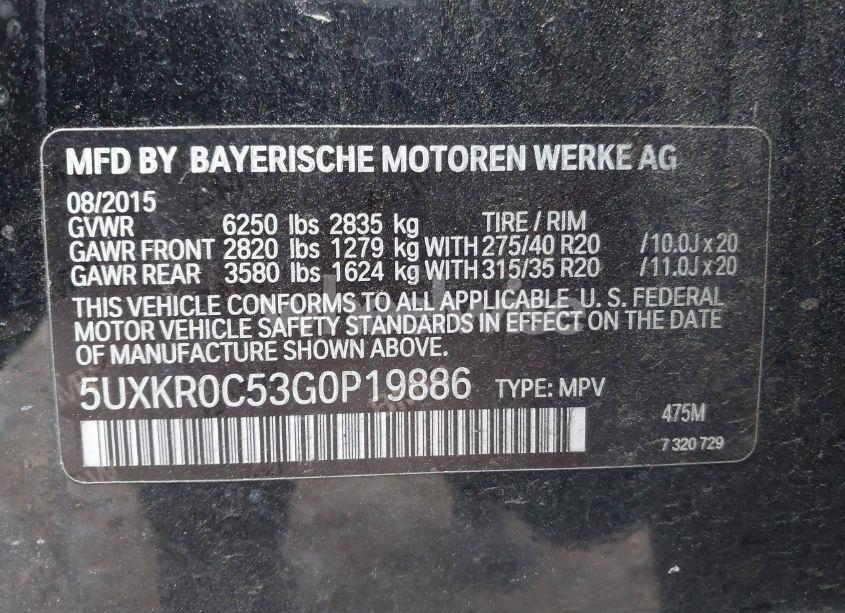 MFD BY BAYERISCHE MOTOREN WERKE AG
08/2015
GVWR 6250 lbs 2835 kg TIRE / RIM
GAWR FRONT 2820 lbs 1279 kg WITH 275/40 R20 /10.0J x 20
GAWR REAR 3580 lbs 1624 kg WITH 315/35 R20 /11.0J x 20
THIS VEHICLE CONFORMS TO ALL APPLICABLE U. S. FEDERAL
MOTOR VEHICLE SAFETY STANDARDS IN EFFECT ON THE DATE
OF MANUFACTURE SHOWN ABOVE.
5UXKR0C53G0P19886 TYPE: MPV
475M
7 320 729